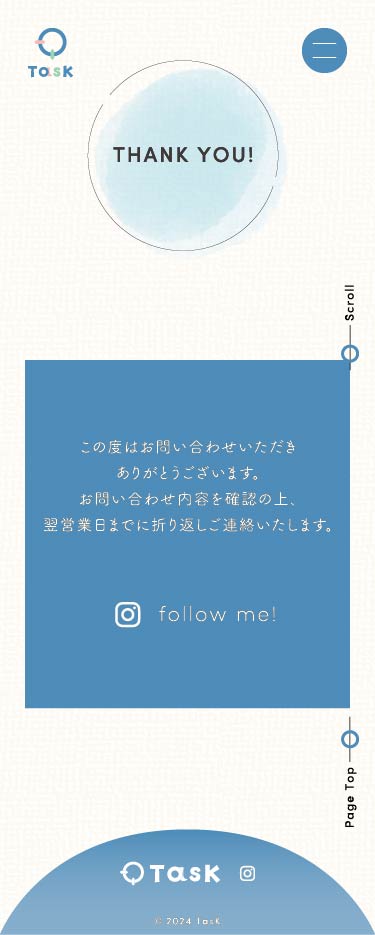 TasK
THANK YOU!
Scroll
この度はお問い合わせいただき
ありがとうございます。
お問い合わせ内容を確認の上、
翌営業日までに折り返しご連絡いたします。
follow me!
Page Top
TasK
© 2024 TasK